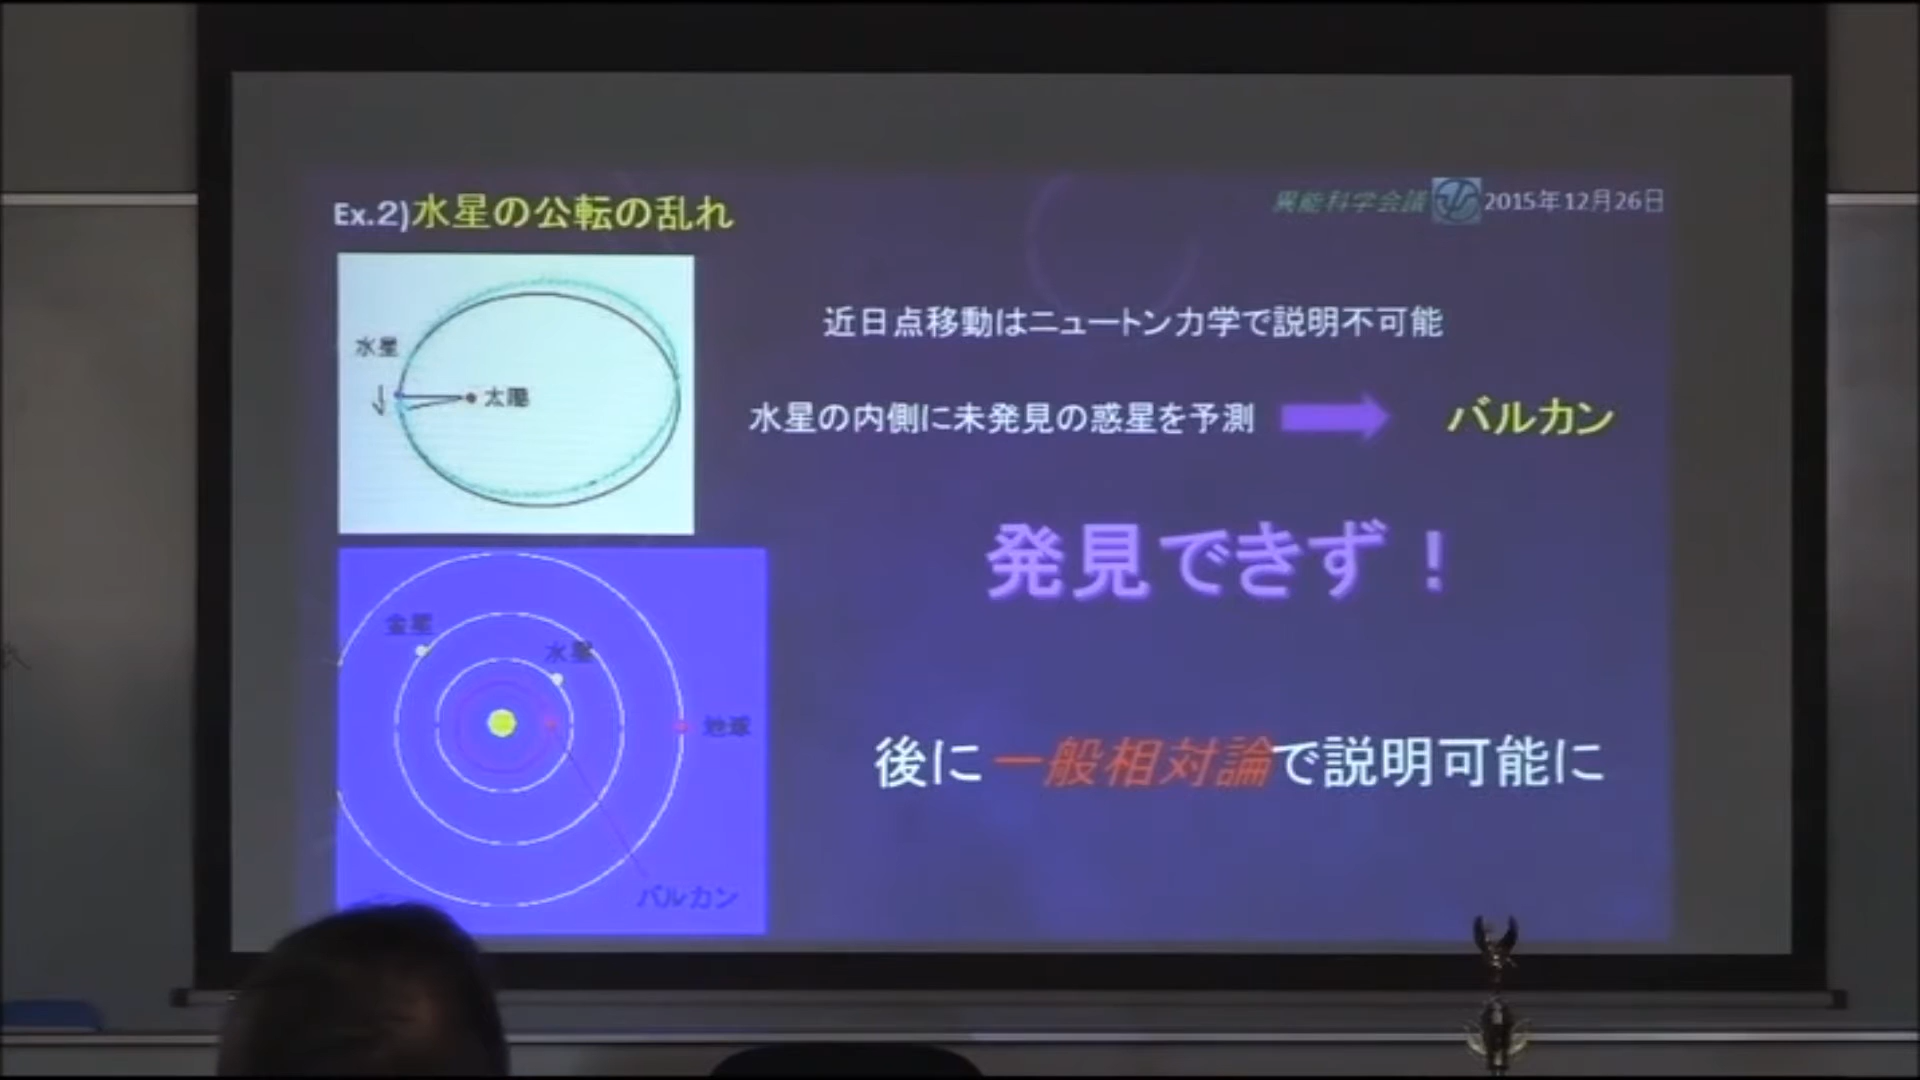 Ex.2)水星の公転の乱れ
異能科学会議 2015年12月26日
水星
太陽
近日点移動はニュートン力学で説明不可能
水星の内側に未発見の惑星を予測
バルカン
発見できず！
金星
水星
地球
バルカン
後に一般相対論で説明可能に